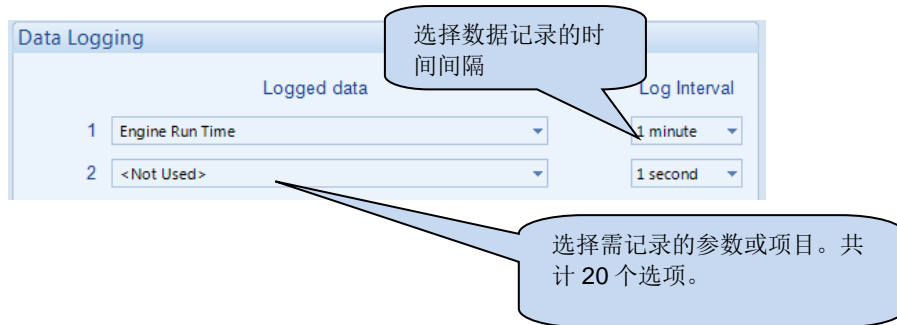 Data Logging
选择数据记录的时
间间隔
Logged data
Log Interval
1 Engine Run Time 1 minute
2 <Not Used> 1 second
选择需记录的参数或项目。共
计 20 个选项。